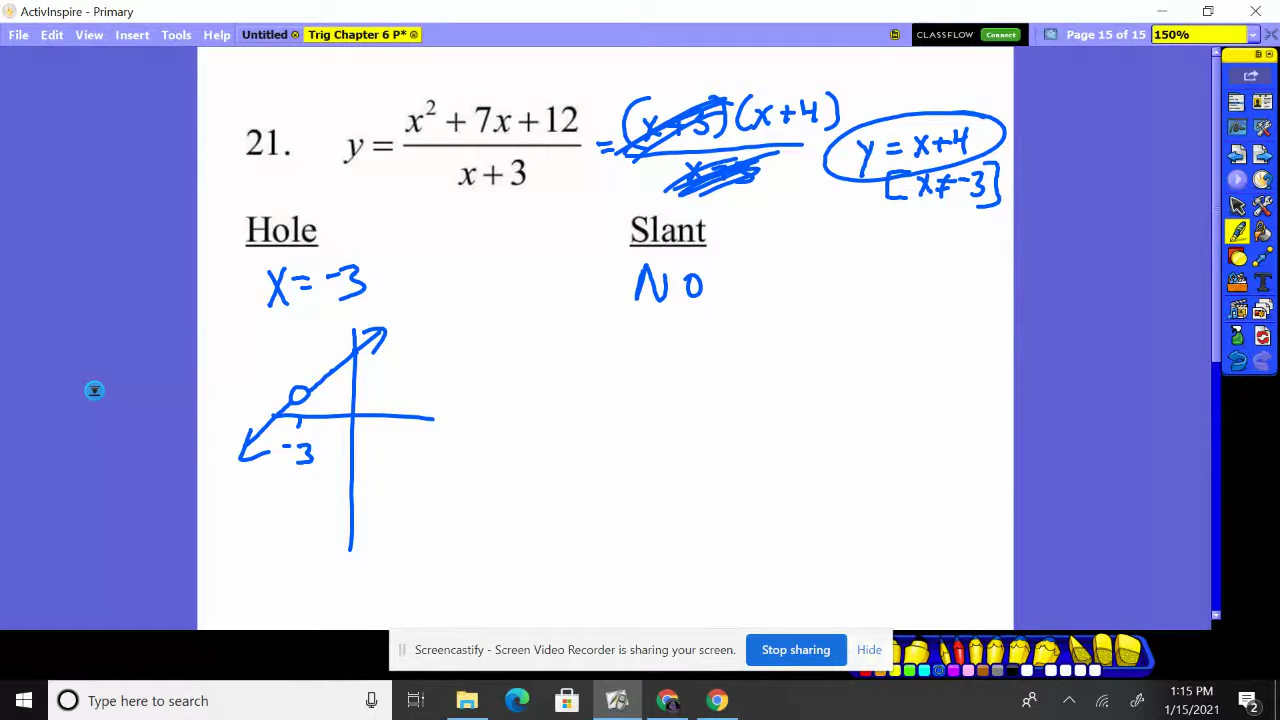 ActivInspire - Primary
File Edit View Insert Tools Help Untitled Trig Chapter 6 P* CLASSFLOW Connect Page 15 of 15 150%
21. y = x² + 7x + 12 / x + 3 = (x+3)(x+4) / x+3
y = x+4
[x≠-3]
Hole Slant
x = -3 NO
-3
Screencastify - Screen Video Recorder is sharing your screen. Stop sharing Hide
Type here to search
1:15 PM
1/15/2021
2